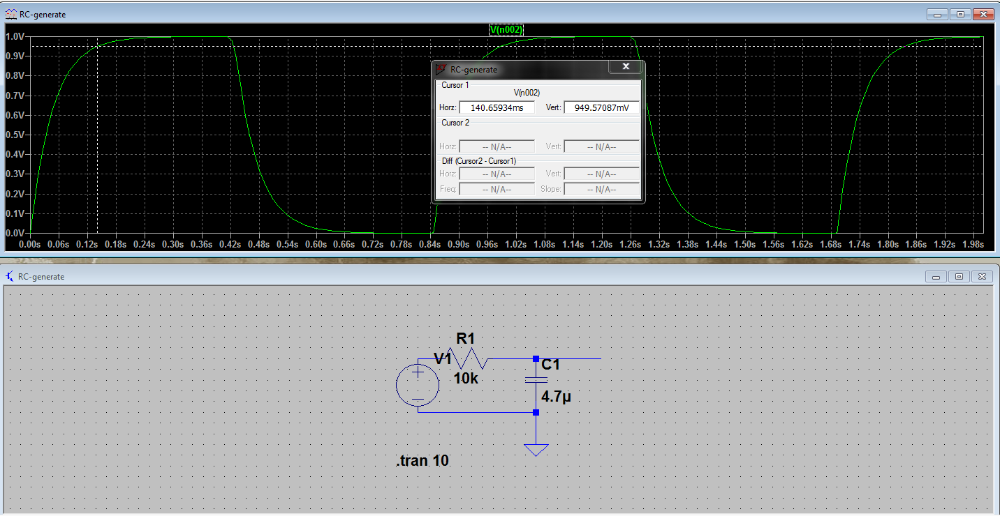 RC-generate
V(n002)
1.0V
0.9V
0.8V
0.7V
0.6V
0.5V
0.4V
0.3V
0.2V
0.1V
0.0V
0.00s 0.06s 0.12s 0.18s 0.24s 0.30s 0.36s 0.42s 0.48s 0.54s 0.60s 0.66s 0.72s 0.78s 0.84s 0.90s 0.96s 1.02s 1.08s 1.14s 1.20s 1.26s 1.32s 1.38s 1.44s 1.50s 1.56s 1.62s 1.68s 1.74s 1.80s 1.86s 1.92s 1.98s
RC-generate
Cursor 1
V(n002)
Horz: 140.65934ms Vert: 949.57087mV
Cursor 2
Horz: -- N/A-- Vert: -- N/A--
Diff (Cursor2 - Cursor1)
Horz: -- N/A-- Vert: -- N/A--
Freq: -- N/A-- Slope: -- N/A--
RC-generate
R1
V1
C1
10k
4.7µ
.tran 10